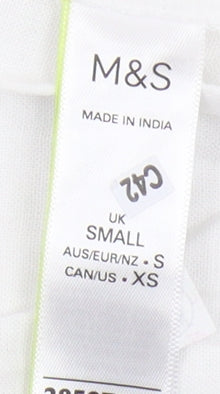 M&S
MADE IN INDIA
C42
UK
SMALL
AUS/EUR/NZ • S
CAN/US • XS